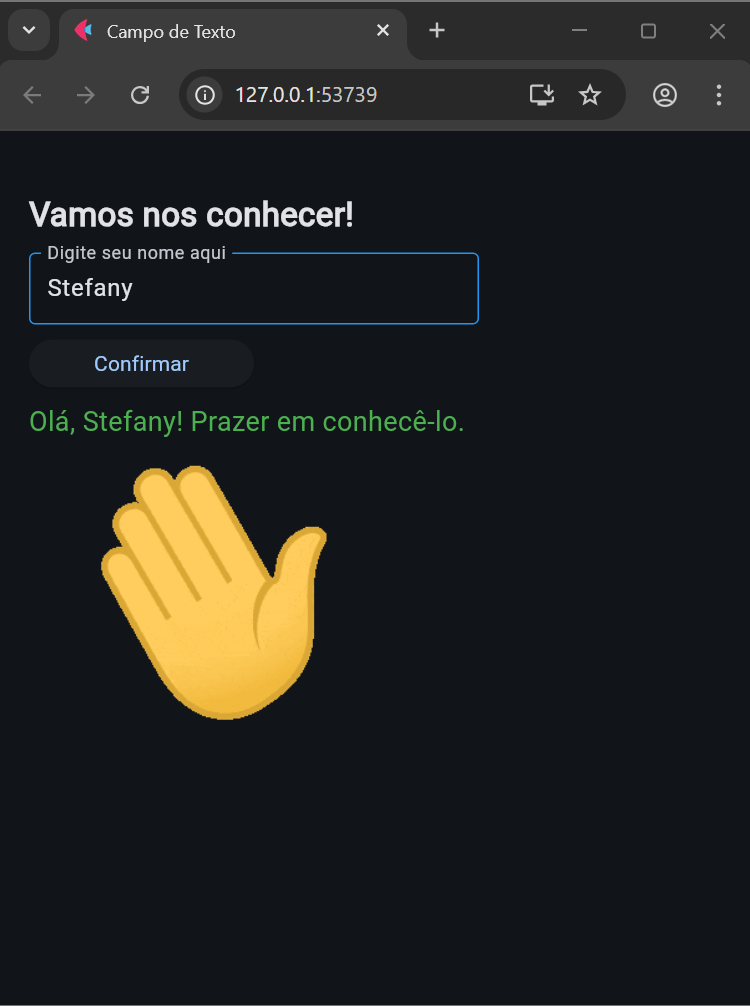 Campo de Texto
127.0.0.1:53739
Vamos nos conhecer!
Digite seu nome aqui
Stefany
Confirmar
Olá, Stefany! Prazer em conhecê-lo.